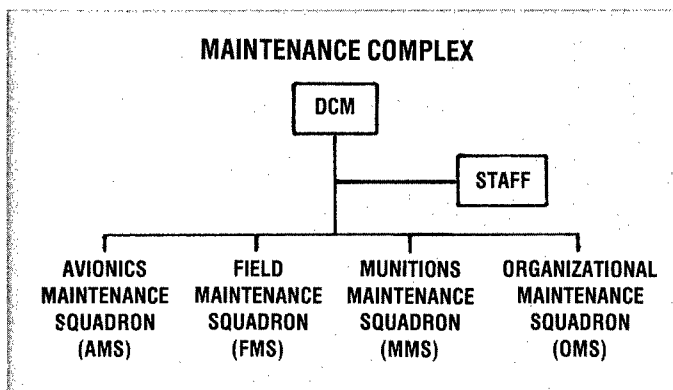 MAINTENANCE COMPLEX
DCM
STAFF
AVIONICS
MAINTENANCE
SQUADRON
(AMS)
FIELD
MAINTENANCE
SQUADRON
(FMS)
MUNITIONS
MAINTENANCE
SQUADRON
(MMS)
ORGANIZATIONAL
MAINTENANCE
SQUADRON
(OMS)